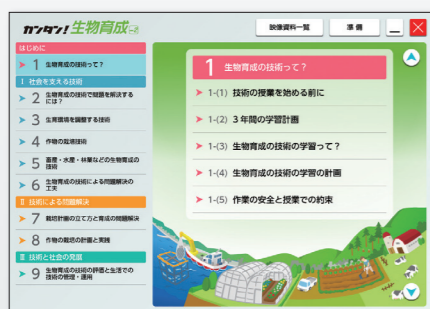 カンタン!生物育成
映像資料一覧
準備
はじめに
1 生物育成の技術って?
Ⅰ 社会を支える技術
2 生物育成の技術で問題を解決する
には?
3 生育環境を調整する技術
4 作物の栽培技術
5 畜産・水産・林業などの生物育成の
技術
6 生物育成の技術による問題解決の
工夫
Ⅱ 技術による問題解決
7 栽培計画の立て方と育成の問題解決
8 作物の栽培の計画と実践
Ⅲ 技術と社会の発展
9 生物育成の技術の評価と生活での
技術の管理・運用
1 生物育成の技術って?
1-(1) 技術の授業を始める前に
1-(2) 3年間の学習計画
1-(3) 生物育成の技術の学習って?
1-(4) 生物育成の技術の学習の計画
1-(5) 作業の安全と授業での約束